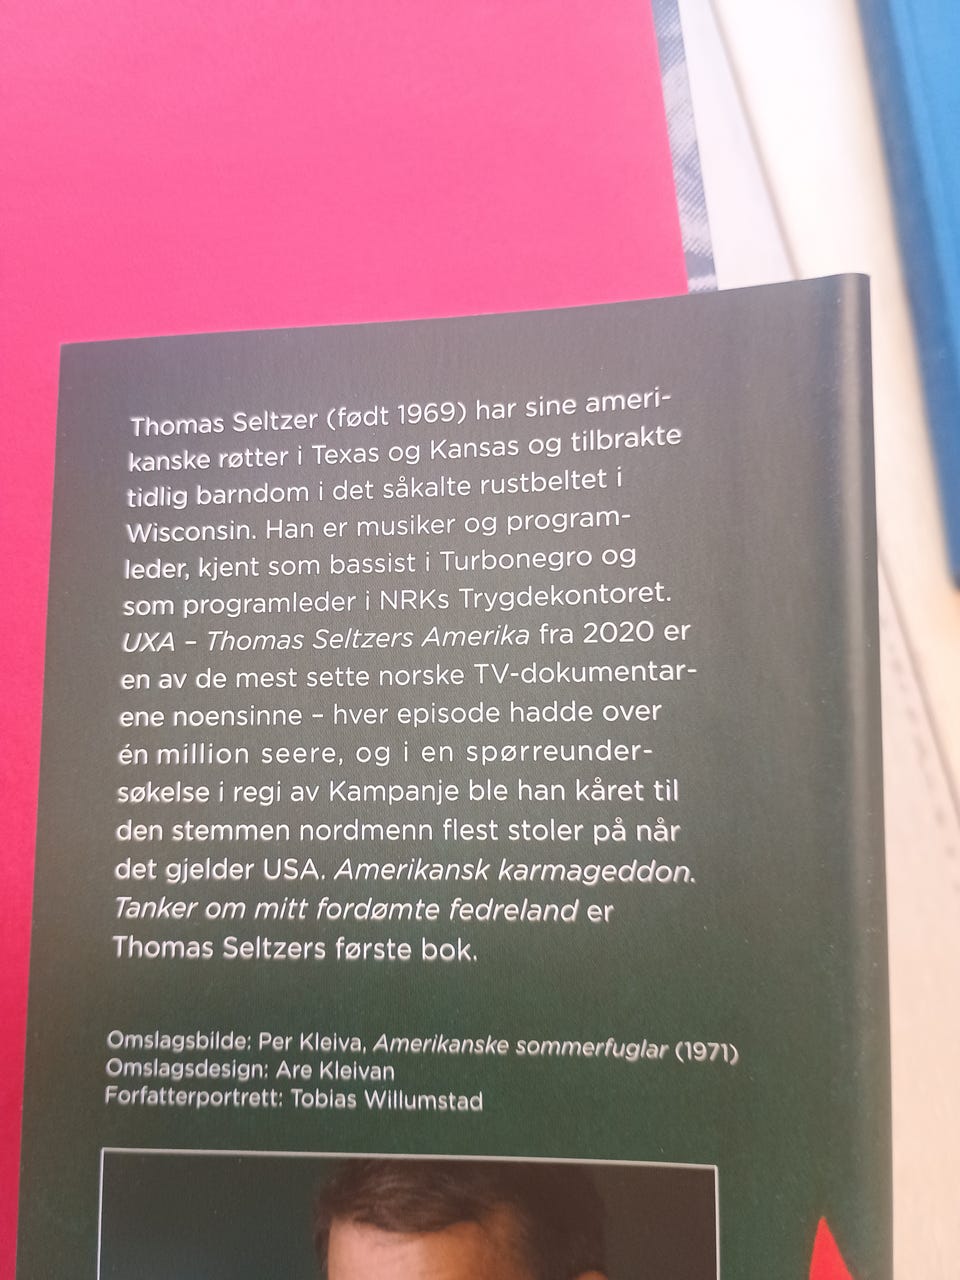 Thomas Seltzer (født 1969) har sine ameri-
kanske røtter i Texas og Kansas og tilbrakte
tidlig barndom i det såkalte rustbeltet i
Wisconsin. Han er musiker og program-
leder, kjent som bassist i Turbonegro og
som programleder i NRKs Trygdekontoret.
UXA – Thomas Seltzers Amerika fra 2020 er
en av de mest sette norske TV-dokumentar-
ene noensinne – hver episode hadde over
én million seere, og i en spørreunder-
søkelse i regi av Kampanje ble han kåret til
den stemmen nordmenn flest stoler på når
det gjelder USA. Amerikansk karmageddon.
Tanker om mitt fordømte fedreland er
Thomas Seltzers første bok.
Omslagsbilde: Per Kleiva, Amerikanske sommerfuglar (1971)
Omslagsdesign: Are Kleivan
Forfatterportrett: Tobias Willumstad